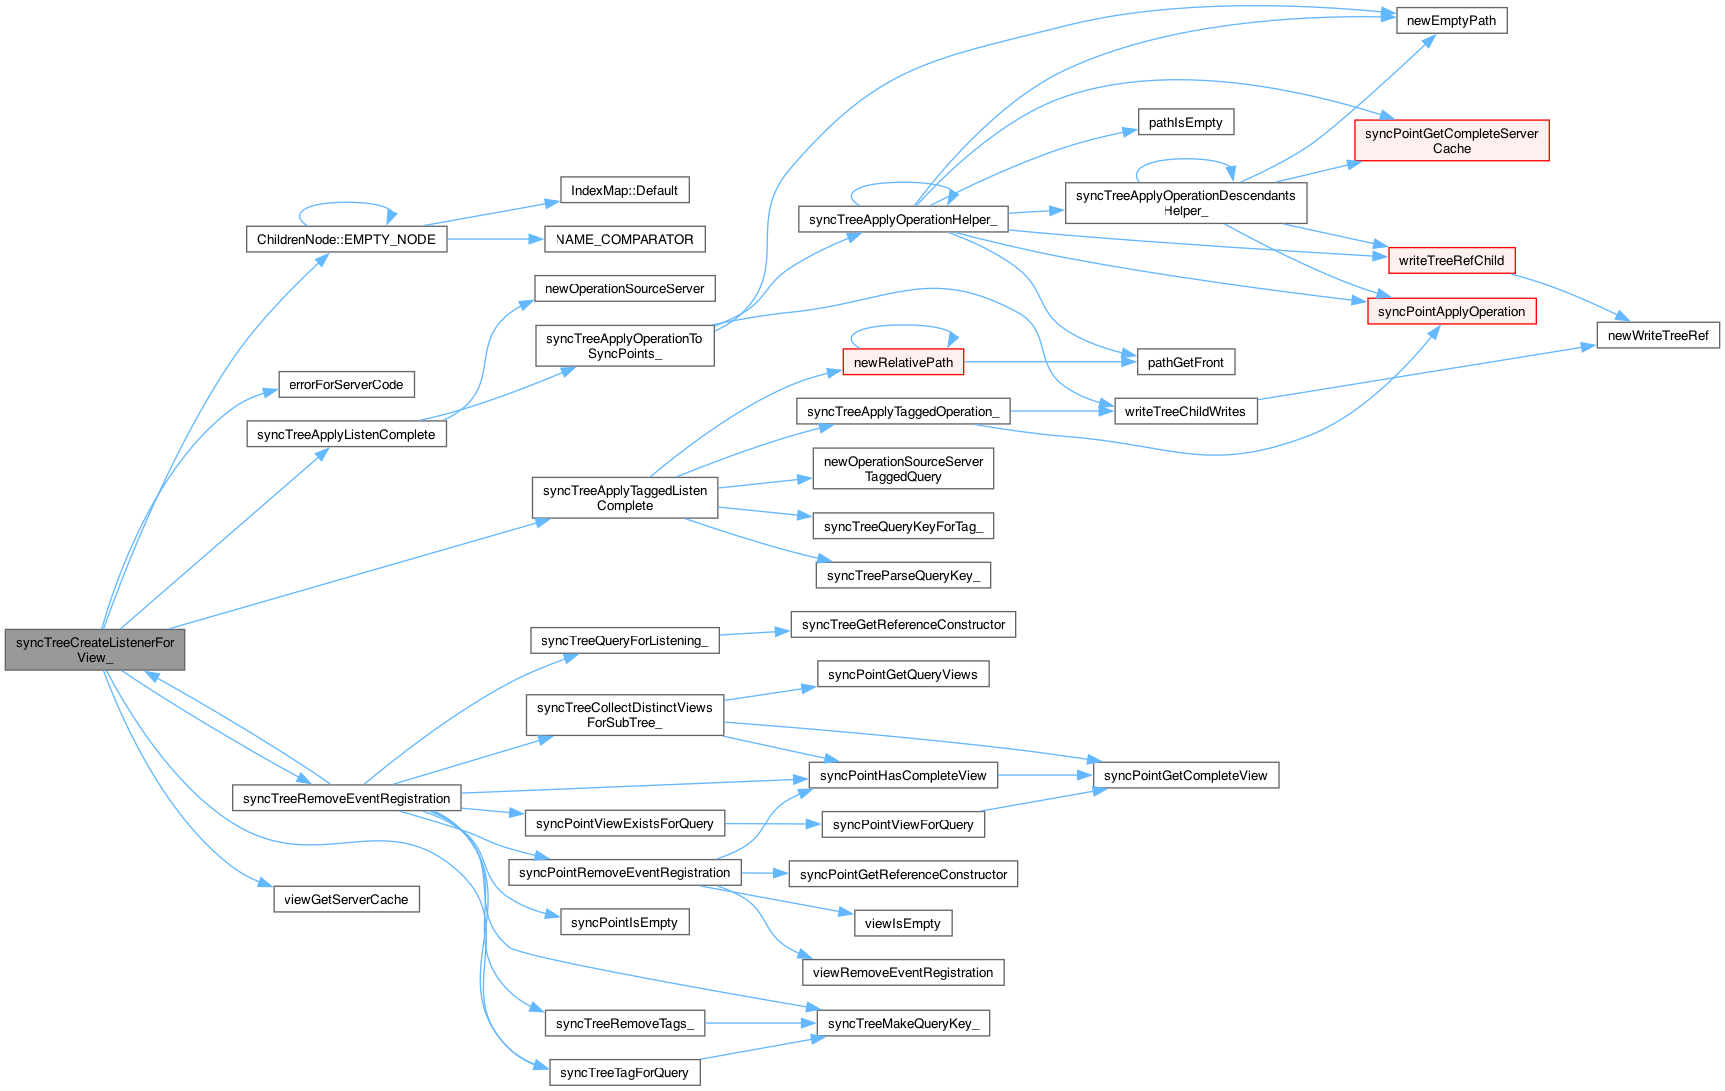 newEmptyPath
syncPointGetCompleteServer
Cache
pathIsEmpty
syncTreeApplyOperationDescendants
Helper_
IndexMap::Default
syncTreeApplyOperationHelper_
ChildrenNode::EMPTY_NODE
NAME_COMPARATOR
writeTreeRefChild
newOperationSourceServer
syncPointApplyOperation
newWriteTreeRef
syncTreeApplyOperationTo
SyncPoints_
newRelativePath
pathGetFront
errorForServerCode
syncTreeApplyTaggedOperation_
writeTreeChildWrites
syncTreeApplyListenComplete
newOperationSourceServer
TaggedQuery
syncTreeApplyTaggedListen
Complete
syncTreeQueryKeyForTag_
syncTreeParseQueryKey_
syncTreeCreateListenerFor
View_
syncTreeQueryForListening_
syncTreeGetReferenceConstructor
syncPointGetQueryViews
syncTreeCollectDistinctViews
ForSubTree_
syncPointHasCompleteView
syncPointGetCompleteView
syncTreeRemoveEventRegistration
syncPointViewExistsForQuery
syncPointViewForQuery
syncPointRemoveEventRegistration
syncPointGetReferenceConstructor
viewGetServerCache
syncPointIsEmpty
viewIsEmpty
viewRemoveEventRegistration
syncTreeRemoveTags_
syncTreeMakeQueryKey_
syncTreeTagForQuery